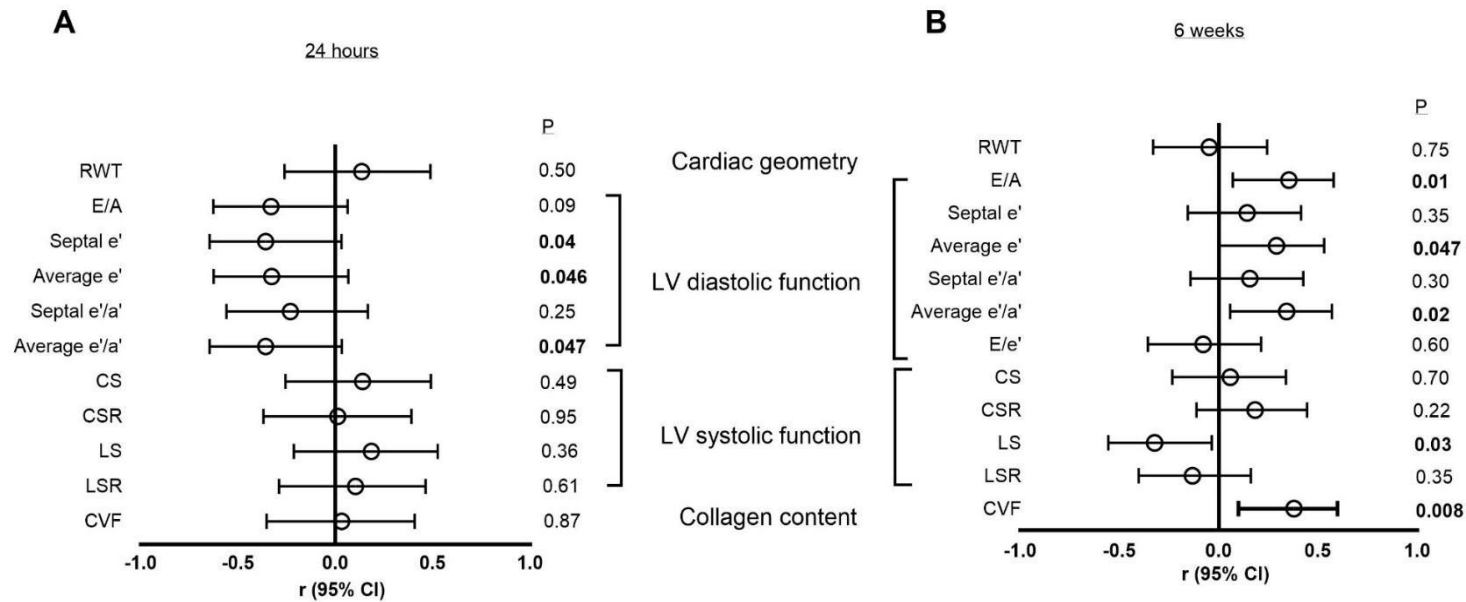 A
24 hours
P
RWT 0.50
E/A 0.09
Septal e' 0.04
Average e' 0.046
Septal e'/a' 0.25
Average e'/a' 0.047
CS 0.49
CSR 0.95
LS 0.36
LSR 0.61
CVF 0.87
-1.0 -0.5 0.0 0.5 1.0
r (95% CI)
Cardiac geometry
LV diastolic function
LV systolic function
Collagen content
B
6 weeks
P
RWT 0.75
E/A 0.01
Septal e' 0.35
Average e' 0.047
Septal e'/a' 0.30
Average e'/a' 0.02
E/e' 0.60
CS 0.70
CSR 0.22
LS 0.03
LSR 0.35
CVF 0.008
-1.0 -0.5 0.0 0.5 1.0
r (95% CI)